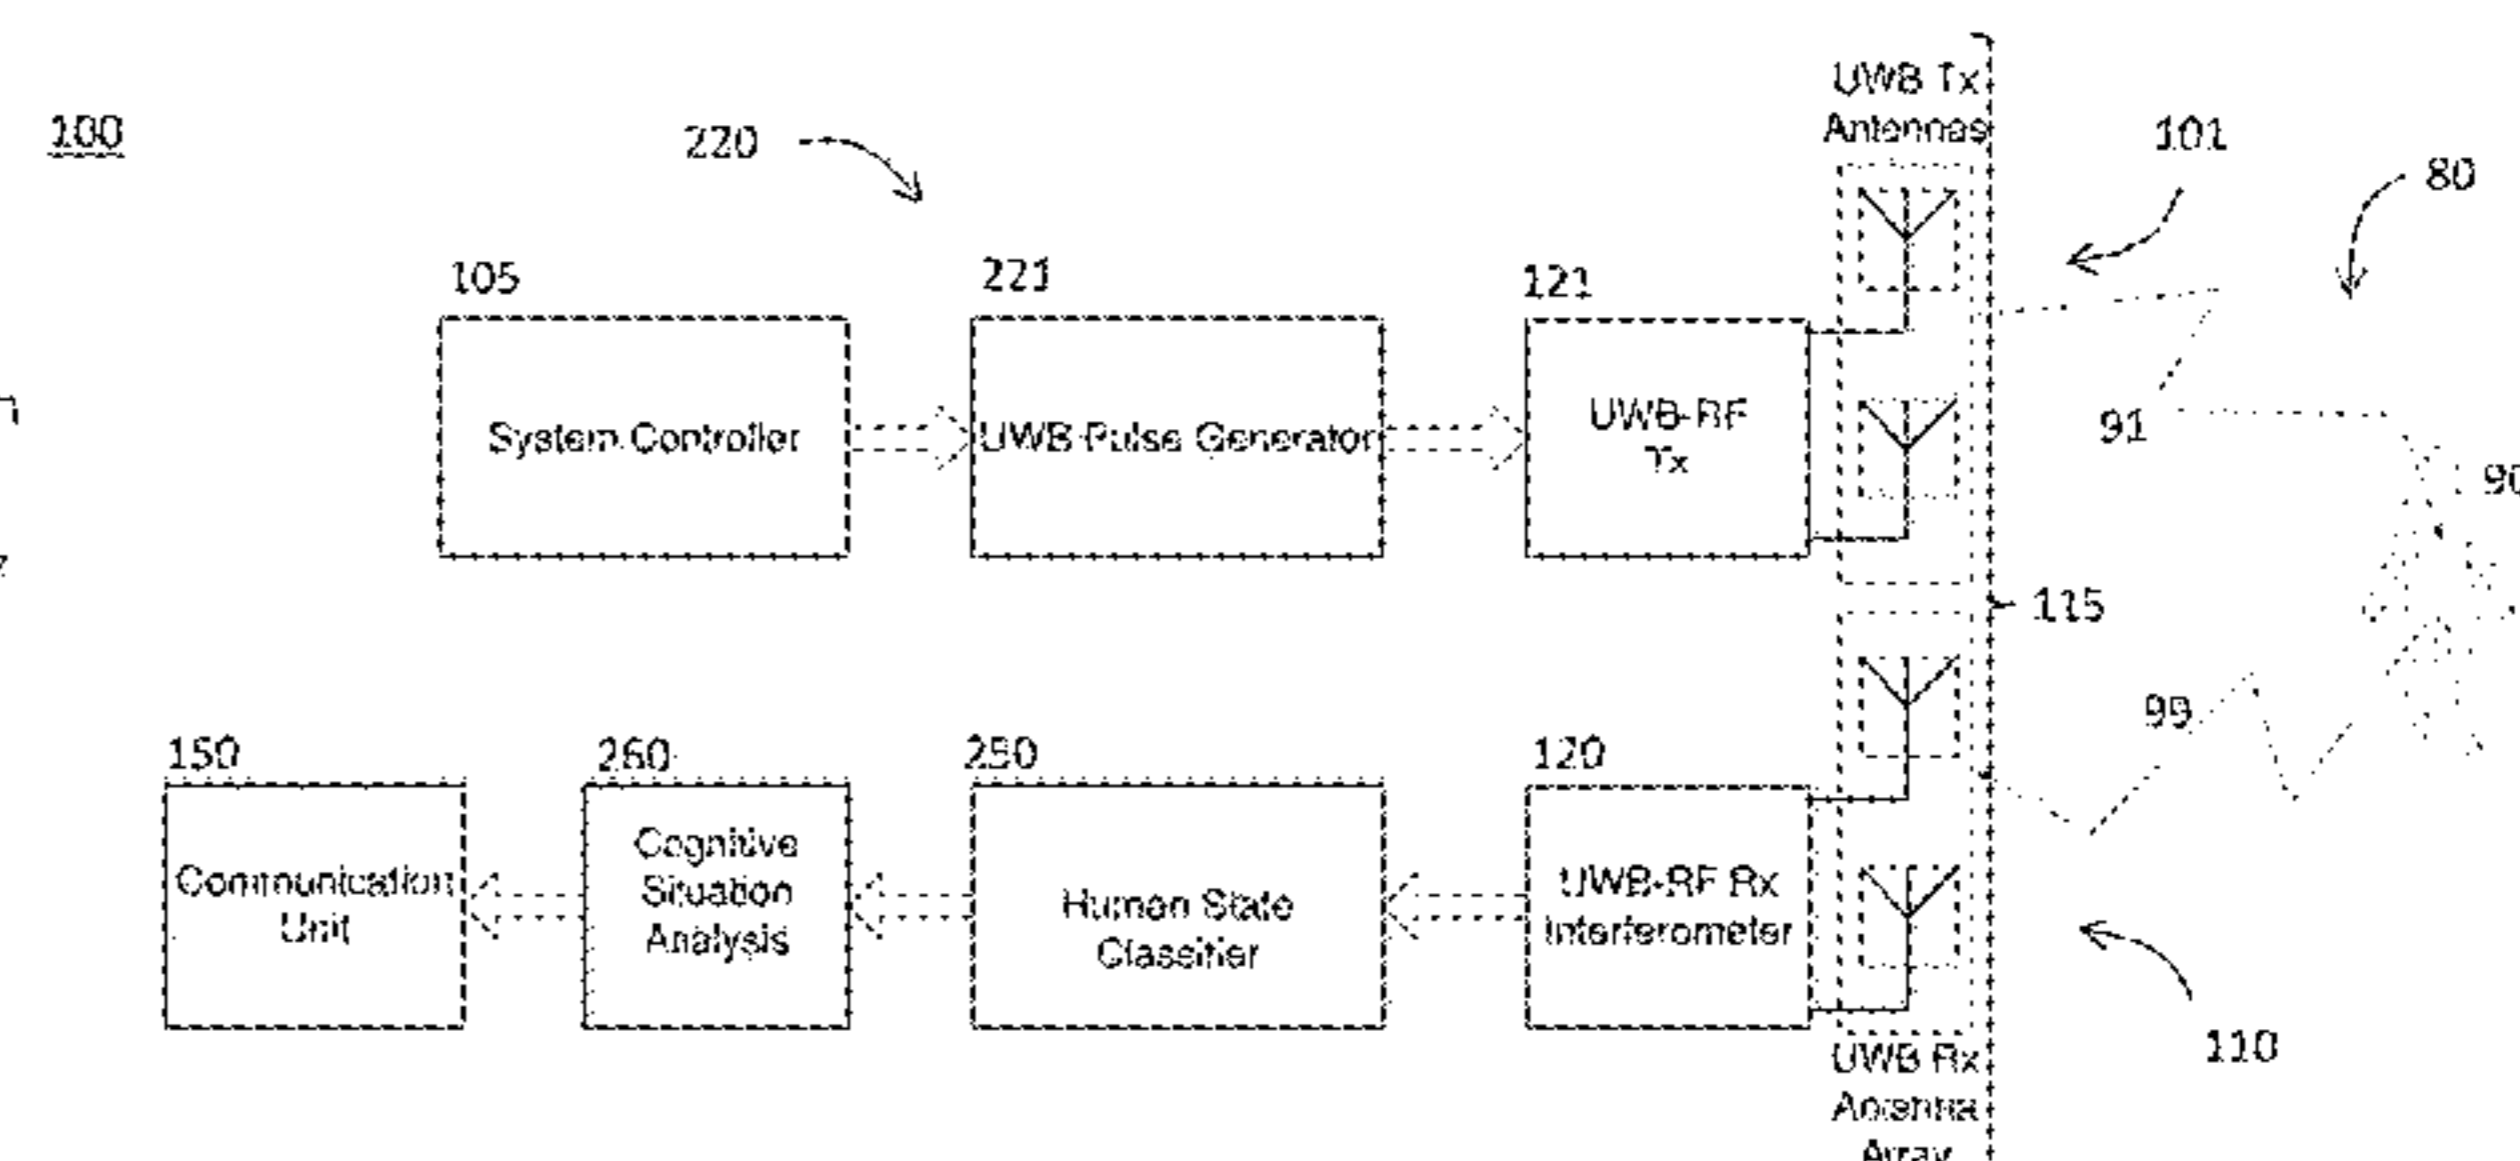 UWB Tx
Antennas
100
220
101
80
105
221
121
System Controller
UWB Pulse Generator
UWB-RF
Tx
91
90
115
99
150
260
250
120
Communication
Unit
Cognitive
Situation
Analysis
Human State
Classifier
UWB-RF Rx
Interferometer
110
UWB Rx
Antenna
Array